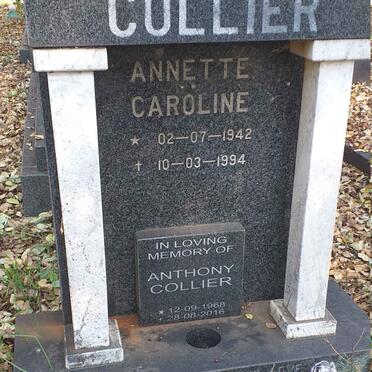 COLLIER
ANNETTE
CAROLINE
* 02-07-1942
+ 10-03-1994
IN LOVING
MEMORY OF
ANTHONY
COLLIER
* 12-09-1968
+ 28-08-2016
LOVE